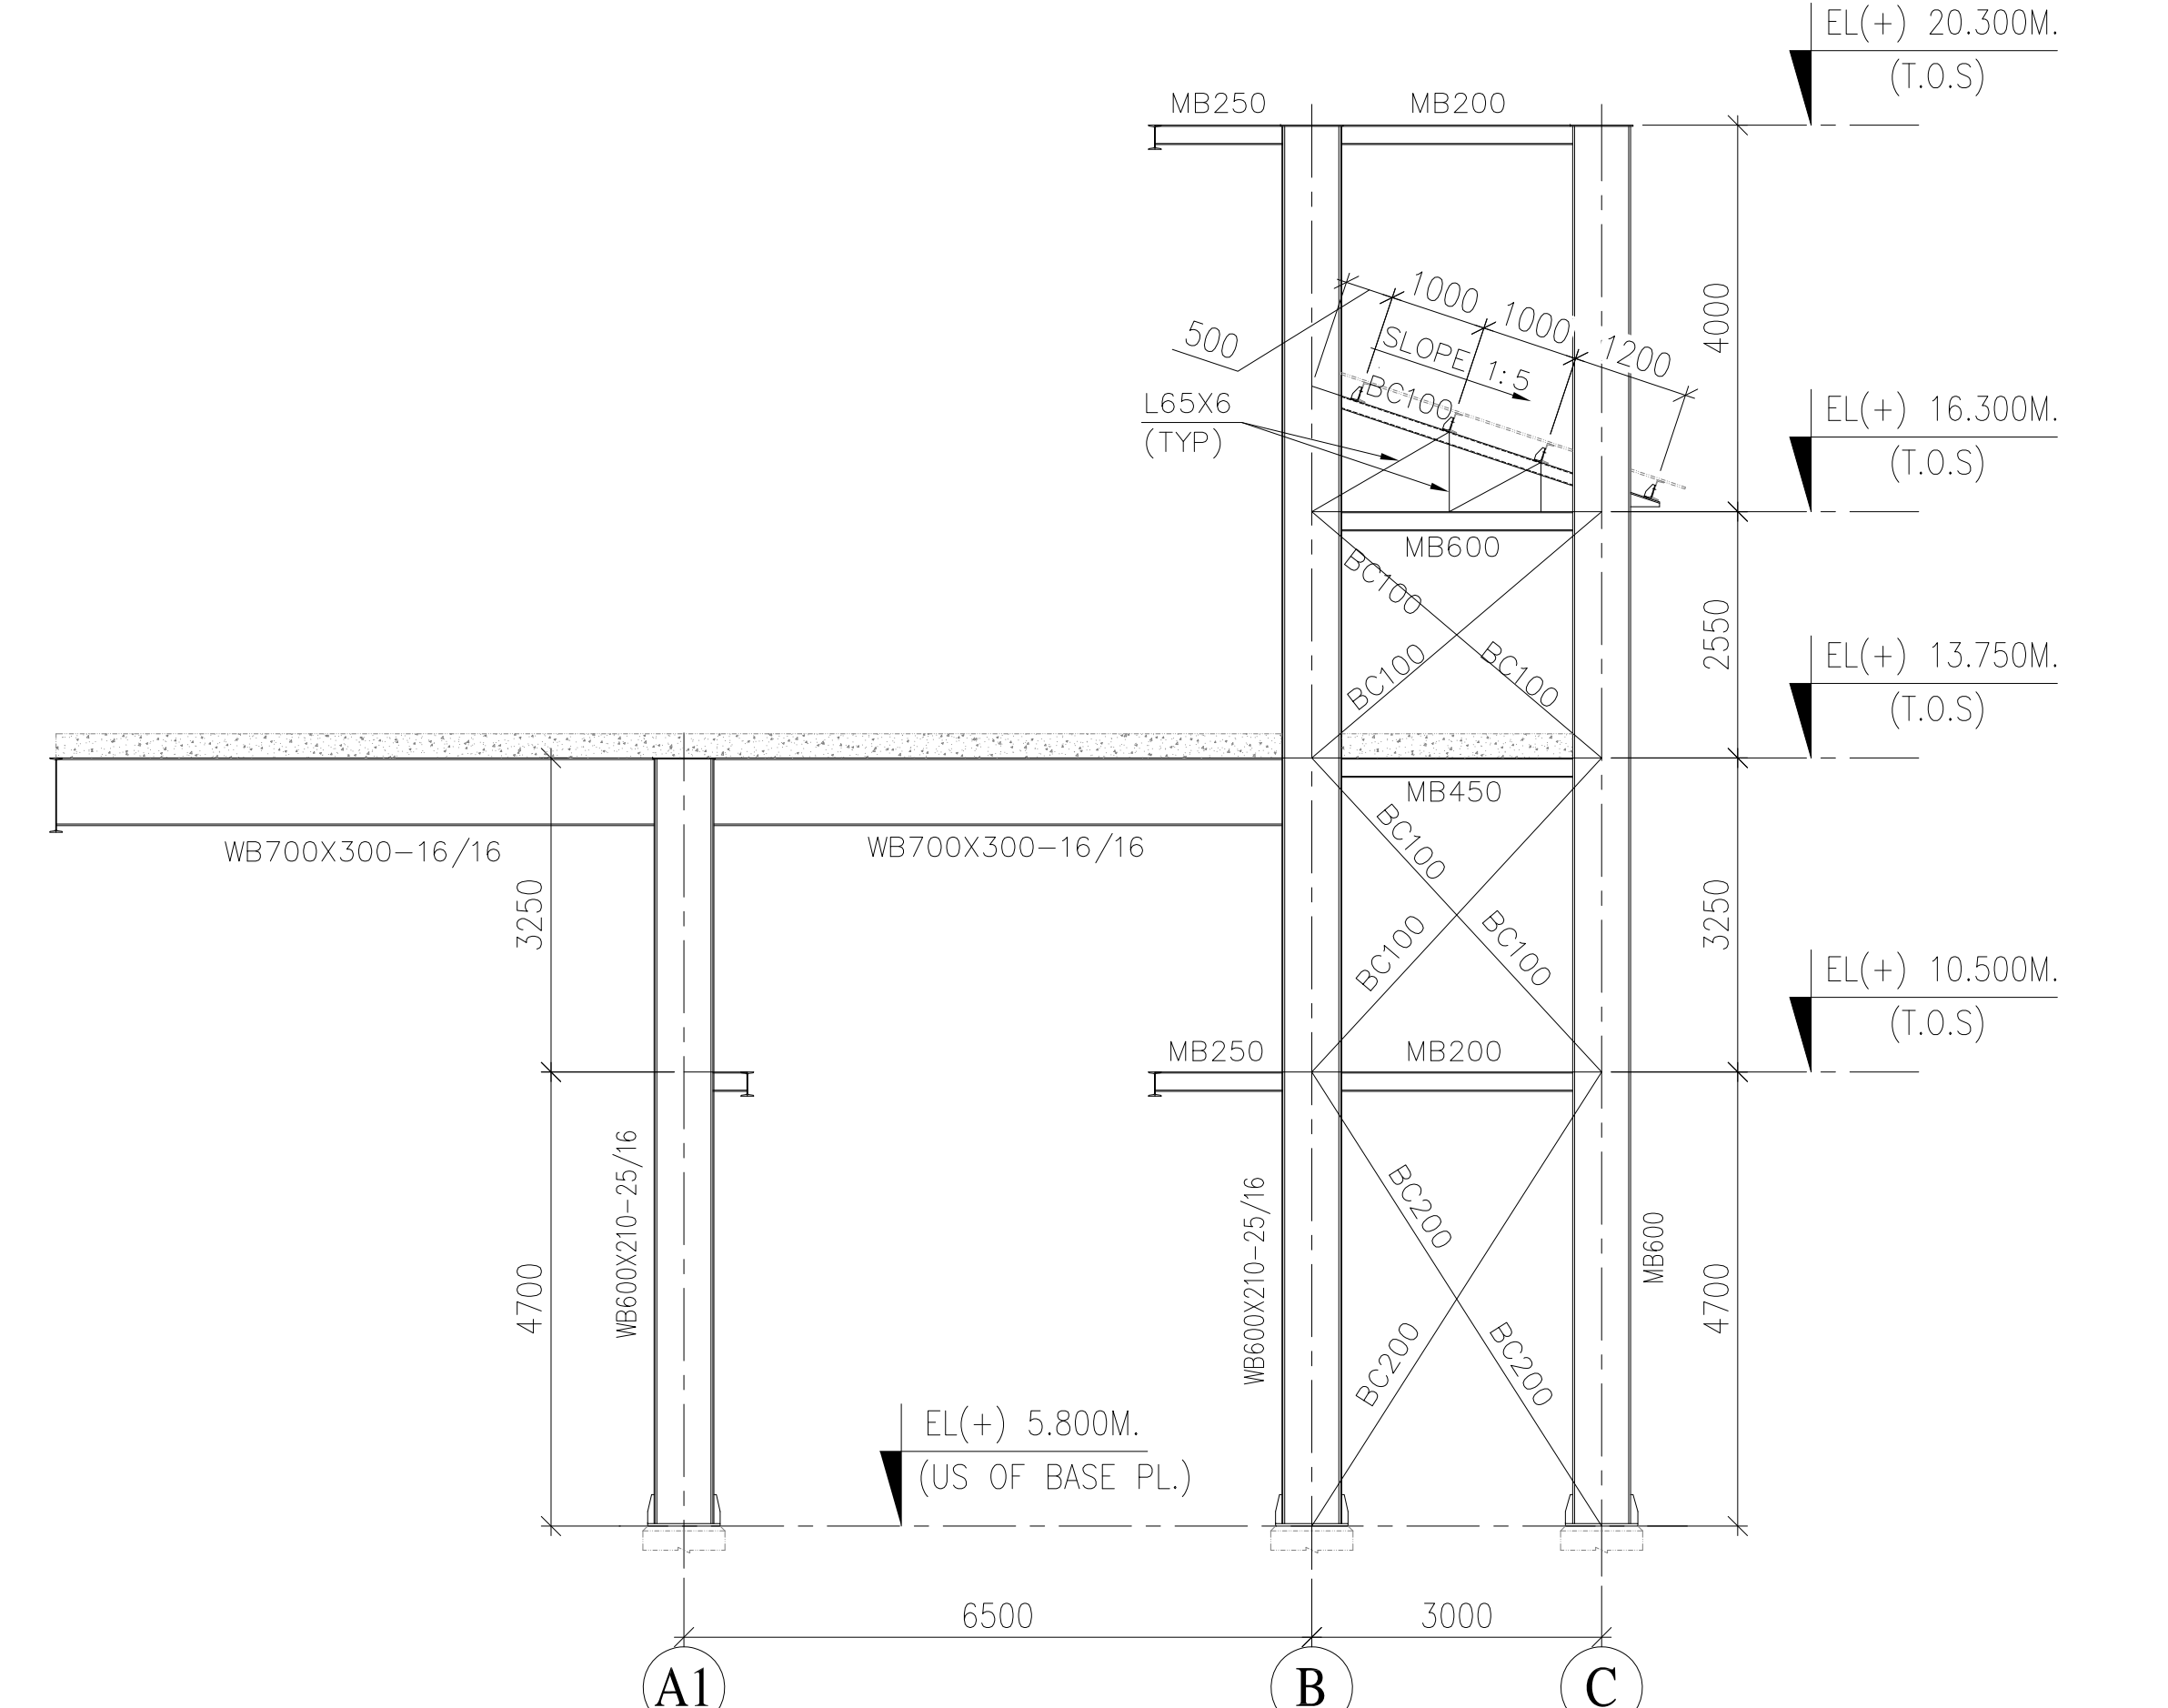 EL(+) 20.300M.
(T.O.S)
MB250
MB200
1000
1000
1200
500
SLOPE 1:5
BC100
4000
L65X6
(TYP)
EL(+) 16.300M.
(T.O.S)
MB600
BC100
BC100
BC100
2550
EL(+) 13.750M.
(T.O.S)
MB450
WB700X300-16/16
WB700X300-16/16
3250
BC100
BC100
BC100
3250
EL(+) 10.500M.
(T.O.S)
MB250
MB200
WB600X210-25/16
WB600X210-25/16
BC200
BC200
BC200
MB600
4700
4700
EL(+) 5.800M.
(US OF BASE PL.)
6500
3000
A1
B
C